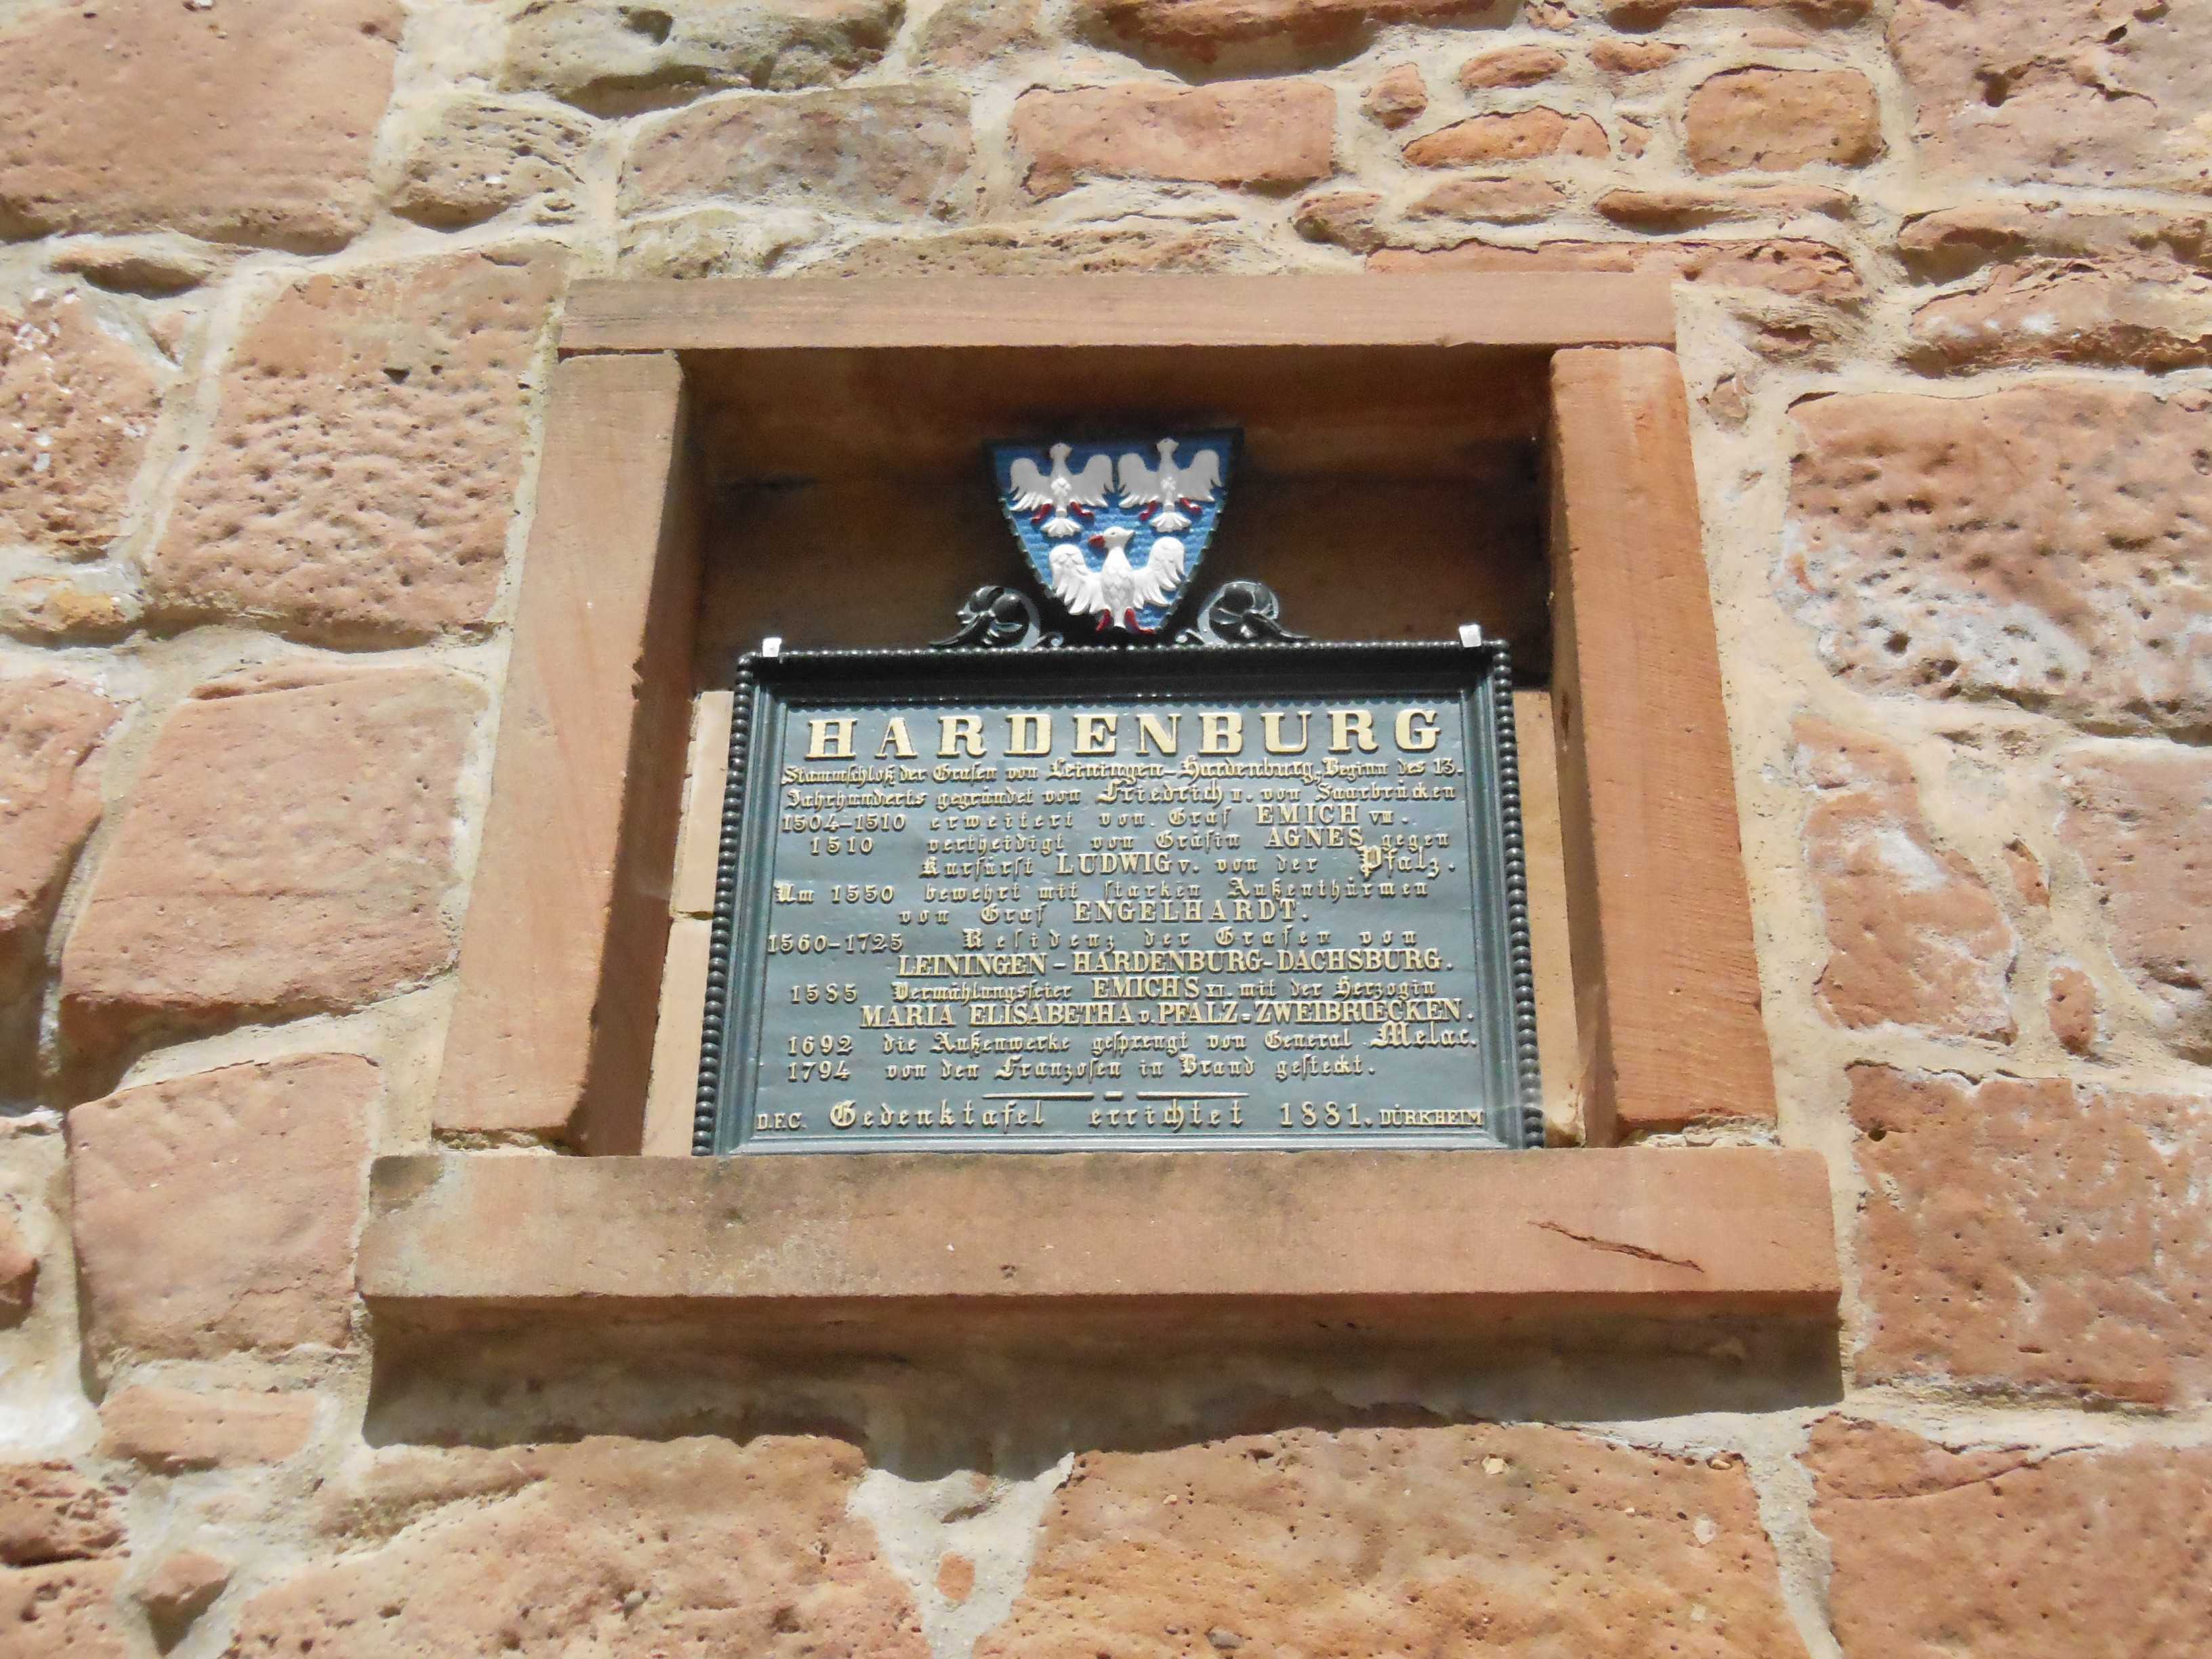 HARDENBURG
Stammschloß der Grafen von Leiningen-Hardenburg, Beginn des 13.
Jahrhunderts gegründet von Friedrich II. von Saarbrücken
1504-1510 erweitert von Graf EMICH VIII.
1510 vertheidigt von Gräfin AGNES gegen
Kurfürst LUDWIG V. von der Pfalz.
Um 1550 bewehrt mit starken Außenthürmen
von Graf ENGELHARDT.
1560-1725 Residenz der Grafen von
LEININGEN-HARDENBURG-DACHSBURG.
1585 Vermählungsfeier EMICHS XI. mit der Herzogin
MARIA ELISABETHA v. PFALZ=ZWEIBRUECKEN.
1692 die Außenwerke gesprengt von General Melac.
1794 von den Franzosen in Brand gesteckt.
D.F.C. Gedenktafel errichtet 1881. DÜRKHEIM